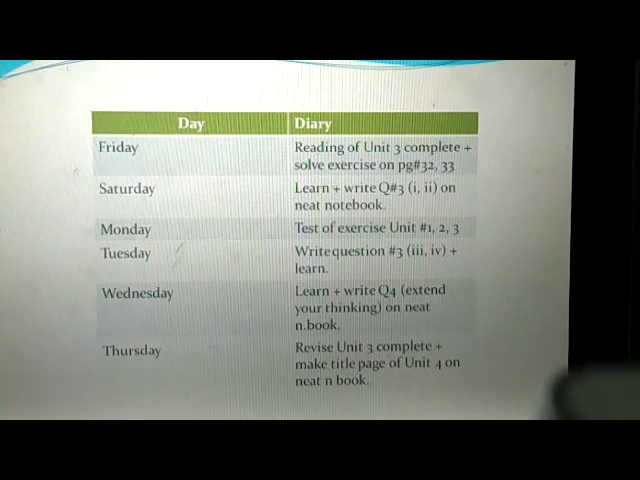 Day Diary
Friday Reading of Unit 3 complete +
solve exercise on pg#32, 33
Saturday Learn + write Q#3 (i, ii) on
neat notebook.
Monday Test of exercise Unit #1, 2, 3
Tuesday Write question #3 (iii, iv) +
learn.
Wednesday Learn + write Q4 (extend
your thinking) on neat
n.book.
Thursday Revise Unit 3 complete +
make title page of Unit 4 on
neat n book.